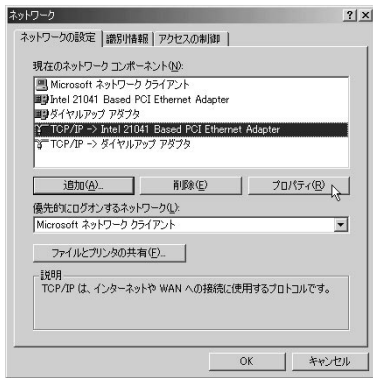 ネットワーク
ネットワークの設定 識別情報 アクセスの制御
現在のネットワーク コンポーネント(N):
Microsoft ネットワーク クライアント
Intel 21041 Based PCI Ethernet Adapter
ダイヤルアップ アダプタ
TCP/IP -> Intel 21041 Based PCI Ethernet Adapter
TCP/IP -> ダイヤルアップ アダプタ
追加(A)... 削除(E) プロパティ(R)
優先的にログオンするネットワーク(L):
Microsoft ネットワーク クライアント
ファイルとプリンタの共有(F)...
説明
TCP/IP は、インターネットや WAN への接続に使用するプロトコルです。
OK キャンセル